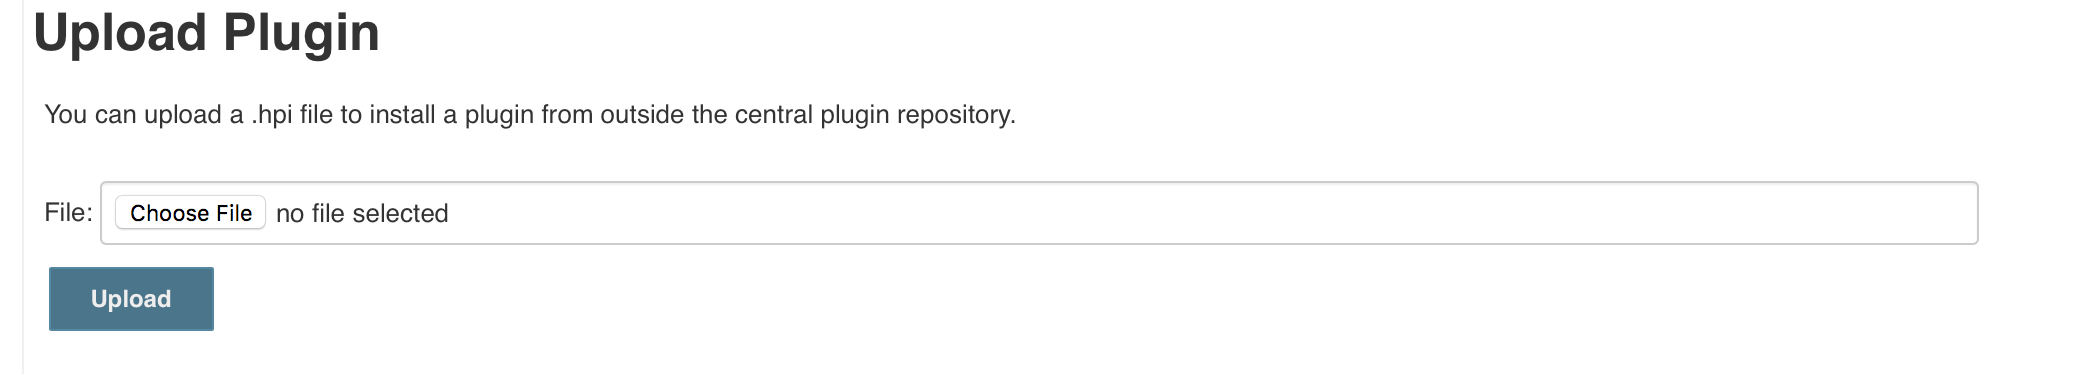 Upload Plugin
You can upload a .hpi file to install a plugin from outside the central plugin repository.
File: Choose File no file selected
Upload